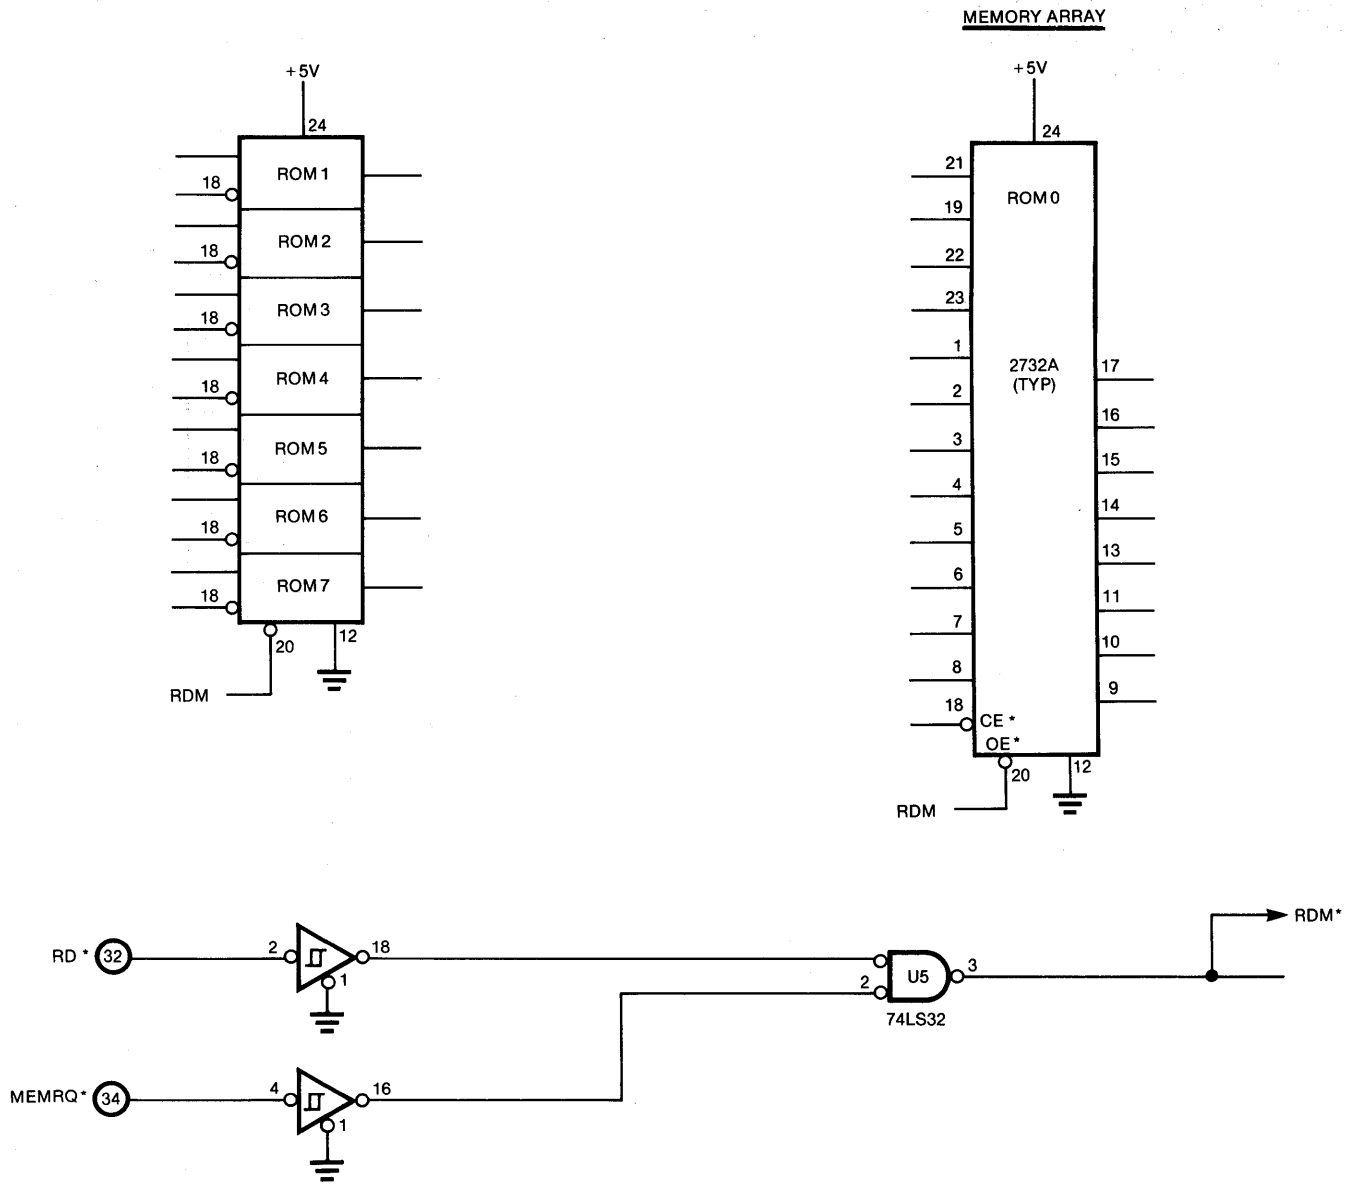 MEMORY ARRAY
+5V
24
ROM 1
18
ROM 2
18
ROM 3
18
ROM 4
18
ROM 5
18
ROM 6
18
ROM 7
18
20
12
RDM
+5V
24
ROM 0
2732A
(TYP)
21
19
22
23
1
2
3
4
5
6
7
8
18
CE *
OE *
17
16
15
14
13
11
10
9
20
12
RDM
RD * 32
2
18
1
MEMRQ * 34
4
16
1
2
U5
3
74LS32
RDM *